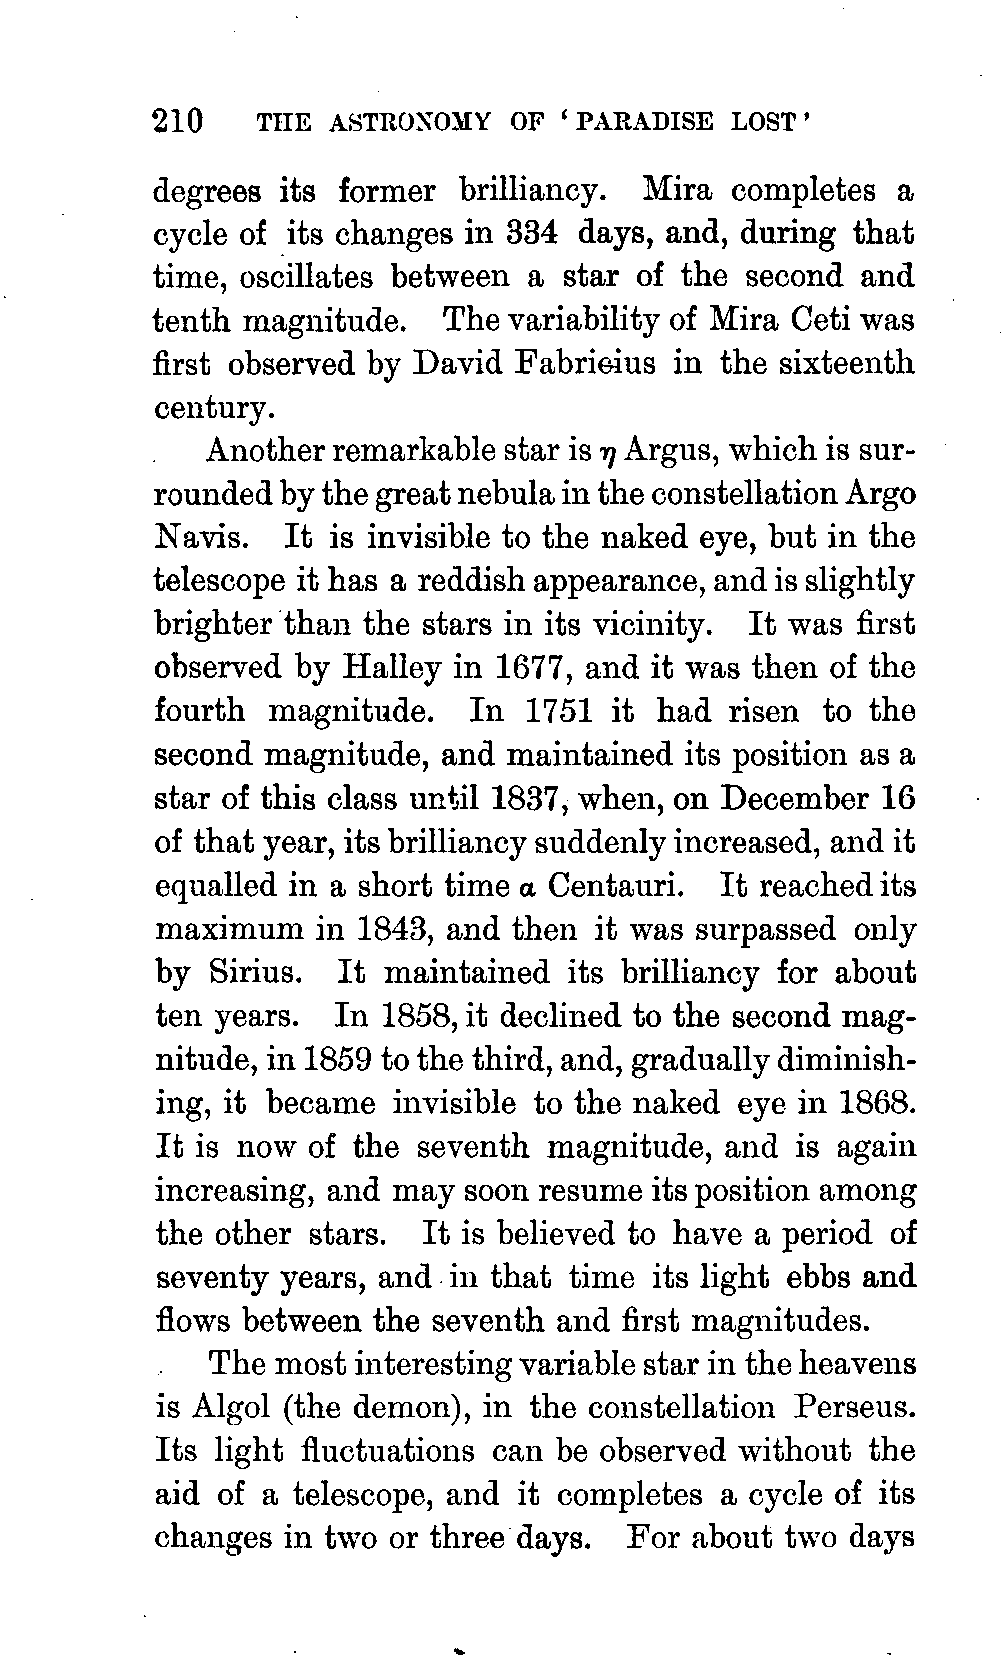 210 THE ASTRONOMY OF ‘PARADISE LOST’
degrees its former brilliancy. Mira completes a
cycle of its changes in 334 days, and, during that
time, oscillates between a star of the second and
tenth magnitude. The variability of Mira Ceti was
first observed by David Fabricius in the sixteenth
century.
Another remarkable star is η Argus, which is sur-
rounded by the great nebula in the constellation Argo
Navis. It is invisible to the naked eye, but in the
telescope it has a reddish appearance, and is slightly
brighter than the stars in its vicinity. It was first
observed by Halley in 1677, and it was then of the
fourth magnitude. In 1751 it had risen to the
second magnitude, and maintained its position as a
star of this class until 1837, when, on December 16
of that year, its brilliancy suddenly increased, and it
equalled in a short time α Centauri. It reached its
maximum in 1843, and then it was surpassed only
by Sirius. It maintained its brilliancy for about
ten years. In 1858, it declined to the second mag-
nitude, in 1859 to the third, and, gradually diminish-
ing, it became invisible to the naked eye in 1868.
It is now of the seventh magnitude, and is again
increasing, and may soon resume its position among
the other stars. It is believed to have a period of
seventy years, and in that time its light ebbs and
flows between the seventh and first magnitudes.
The most interesting variable star in the heavens
is Algol (the demon), in the constellation Perseus.
Its light fluctuations can be observed without the
aid of a telescope, and it completes a cycle of its
changes in two or three days. For about two days